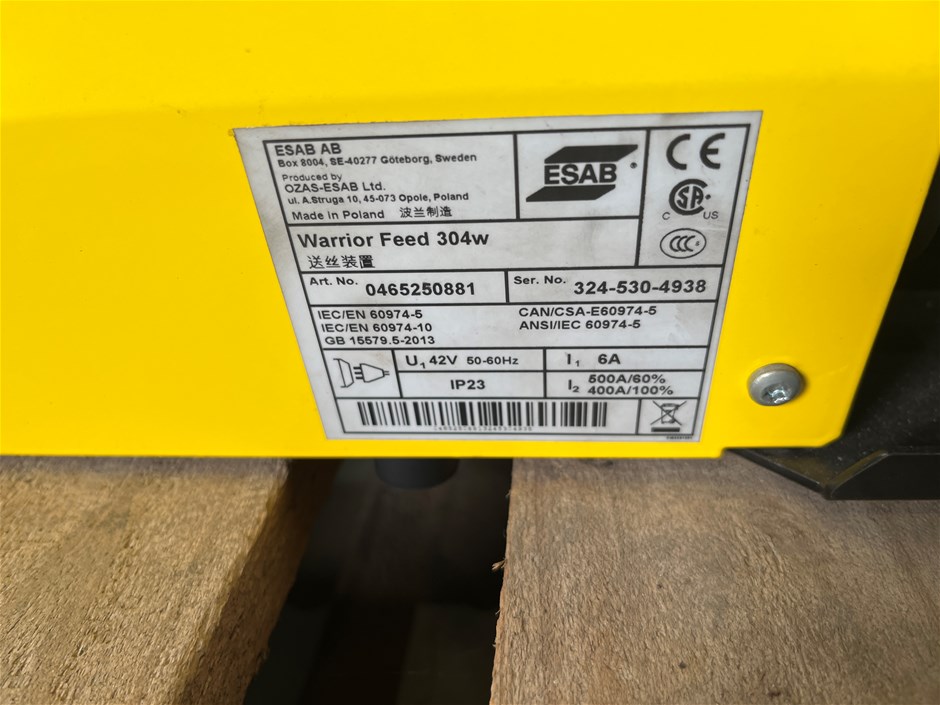 ESAB AB
Box 8004, SE-40277 Göteborg, Sweden
Produced by
OZAS-ESAB Ltd.
ul. A.Struga 10, 45-073 Opole, Poland
Made in Poland 波兰制造
ESAB
CE
CSA
C US
CCC
Warrior Feed 304w
送丝装置
Art. No. 0465250881
Ser. No. 324-530-4938
IEC/EN 60974-5
IEC/EN 60974-10
GB 15579.5-2013
CAN/CSA-E60974-5
ANSI/IEC 60974-5
U1 42V 50-60Hz
I1 6A
IP23
I2 500A/60%
400A/100%